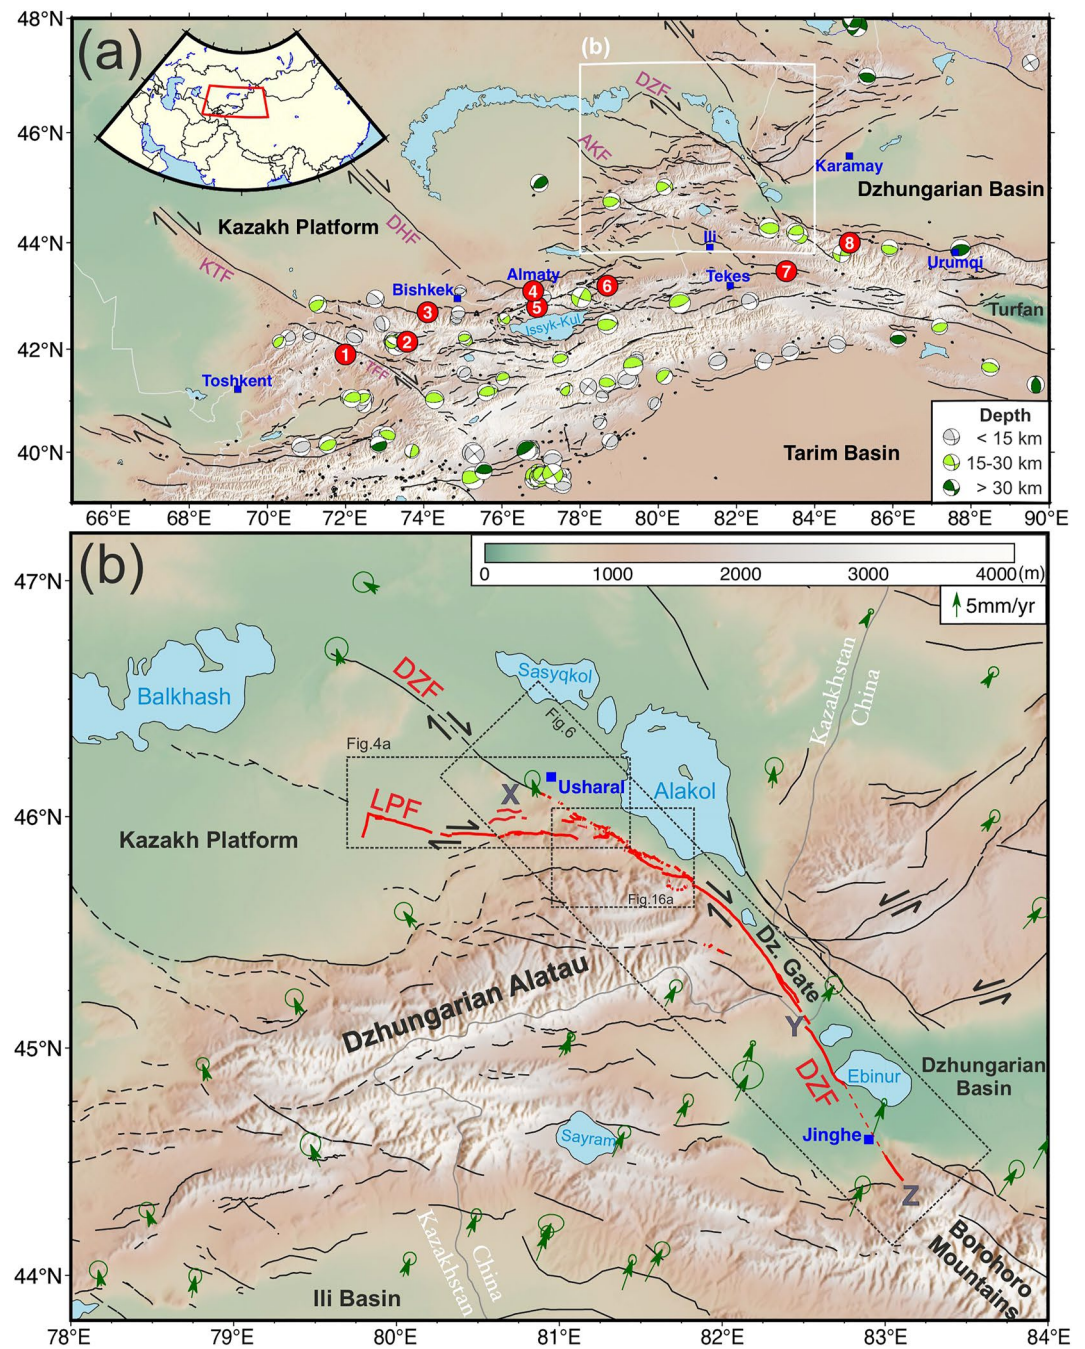 48°N
(a)
(b)
DZF
46°N
AKF
Karamay
Dzhungarian Basin
Kazakh Platform
DHF
44°N
Ili
8
Urumqi
KTF
Almaty
Tekes
7
Bishkek
4
6
5
3
Issyk-Kul
Turfan
42°N
2
1
TFF
Toshkent
Depth
< 15 km
15-30 km
> 30 km
40°N
Tarim Basin
66°E 68°E 70°E 72°E 74°E 76°E 78°E 80°E 82°E 84°E 86°E 88°E 90°E
(b)
0 1000 2000 3000 4000 (m)
47°N
5mm/yr
Kazakhstan
China
Sasyqkol
DZF
Balkhash
Fig.6
Fig.4a
Usharal
X
Alakol
LPF
46°N
Kazakh Platform
Fig.16a
Dz. Gate
Dzhungarian Alatau
Y
45°N
Dzhungarian
Basin
DZF
Ebinur
Jinghe
Sayram
Z
Borohoro
Mountains
Kazakhstan
China
44°N
Ili Basin
78°E 79°E 80°E 81°E 82°E 83°E 84°E